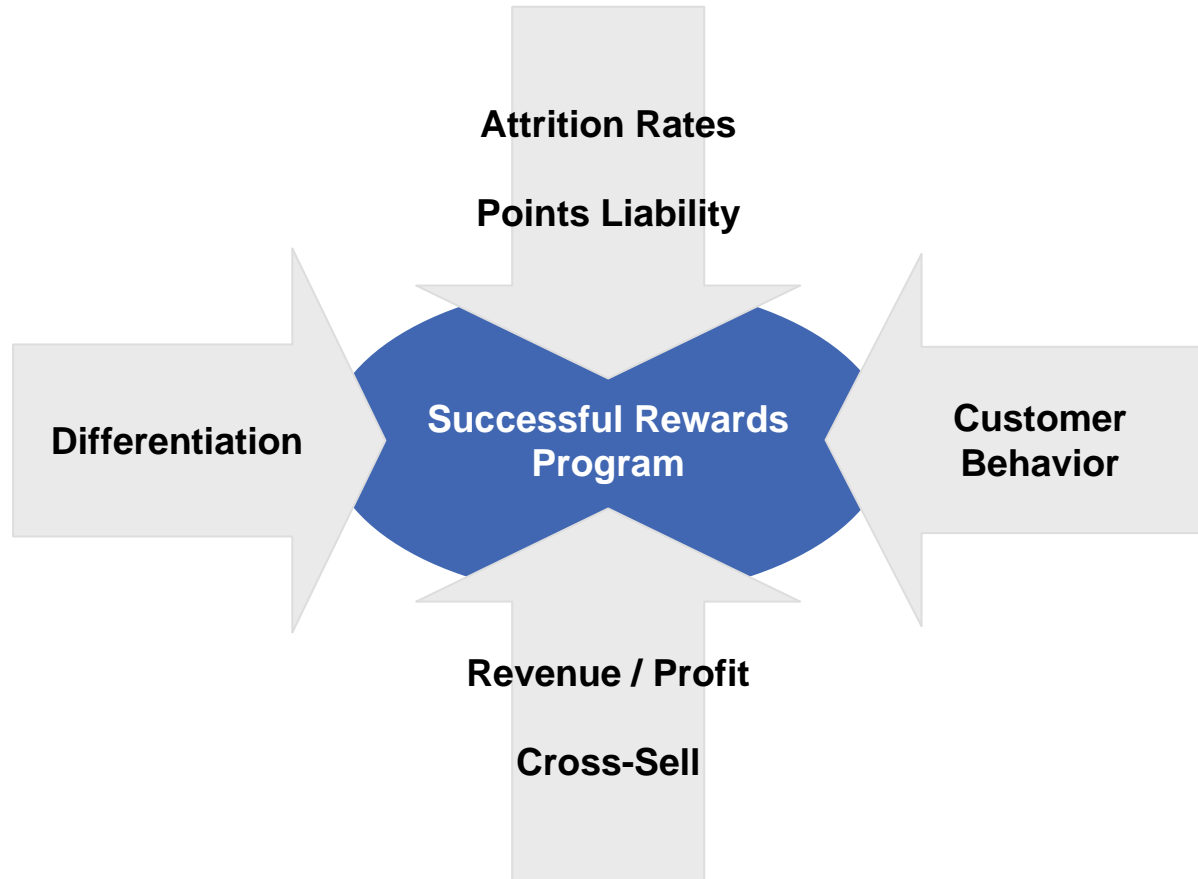 Attrition Rates
Points Liability
Differentiation
Successful Rewards
Program
Customer
Behavior
Revenue / Profit
Cross-Sell